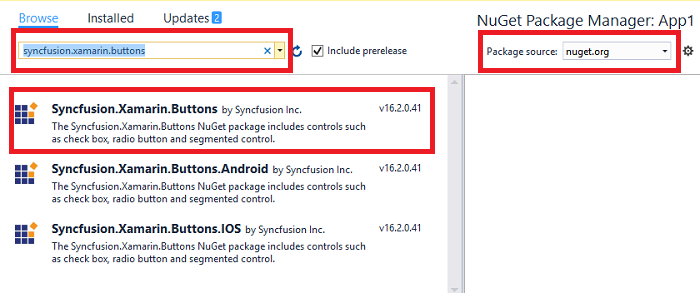 Browse Installed Updates 2
NuGet Package Manager: App1
syncfusion.xamarin.buttons
Include prerelease
Package source: nuget.org
Syncfusion.Xamarin.Buttons by Syncfusion Inc. v16.2.0.41
The Syncfusion.Xamarin.Buttons NuGet package includes controls such
as check box, radio button and segmented control.
Syncfusion.Xamarin.Buttons.Android by Syncfusion Inc. v16.2.0.41
The Syncfusion.Xamarin.Buttons NuGet package includes controls such
as check box, radio button and segmented control.
Syncfusion.Xamarin.Buttons.IOS by Syncfusion Inc. v16.2.0.41
The Syncfusion.Xamarin.Buttons NuGet package includes controls such
as check box, radio button and segmented control.